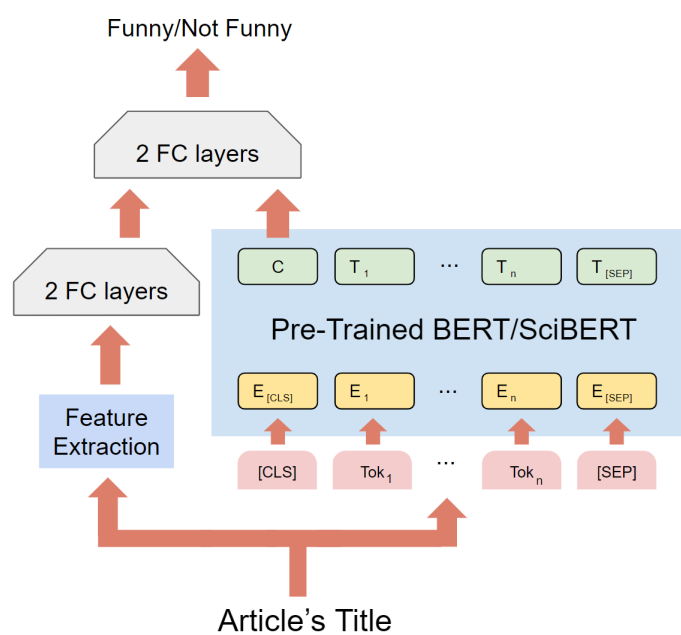 Funny/Not Funny
2 FC layers
2 FC layers
C T1 ... Tn T[SEP]
Pre-Trained BERT/SciBERT
E[CLS] E1 ... En E[SEP]
Feature
Extraction
[CLS] Tok1 ... Tokn [SEP]
Article's Title